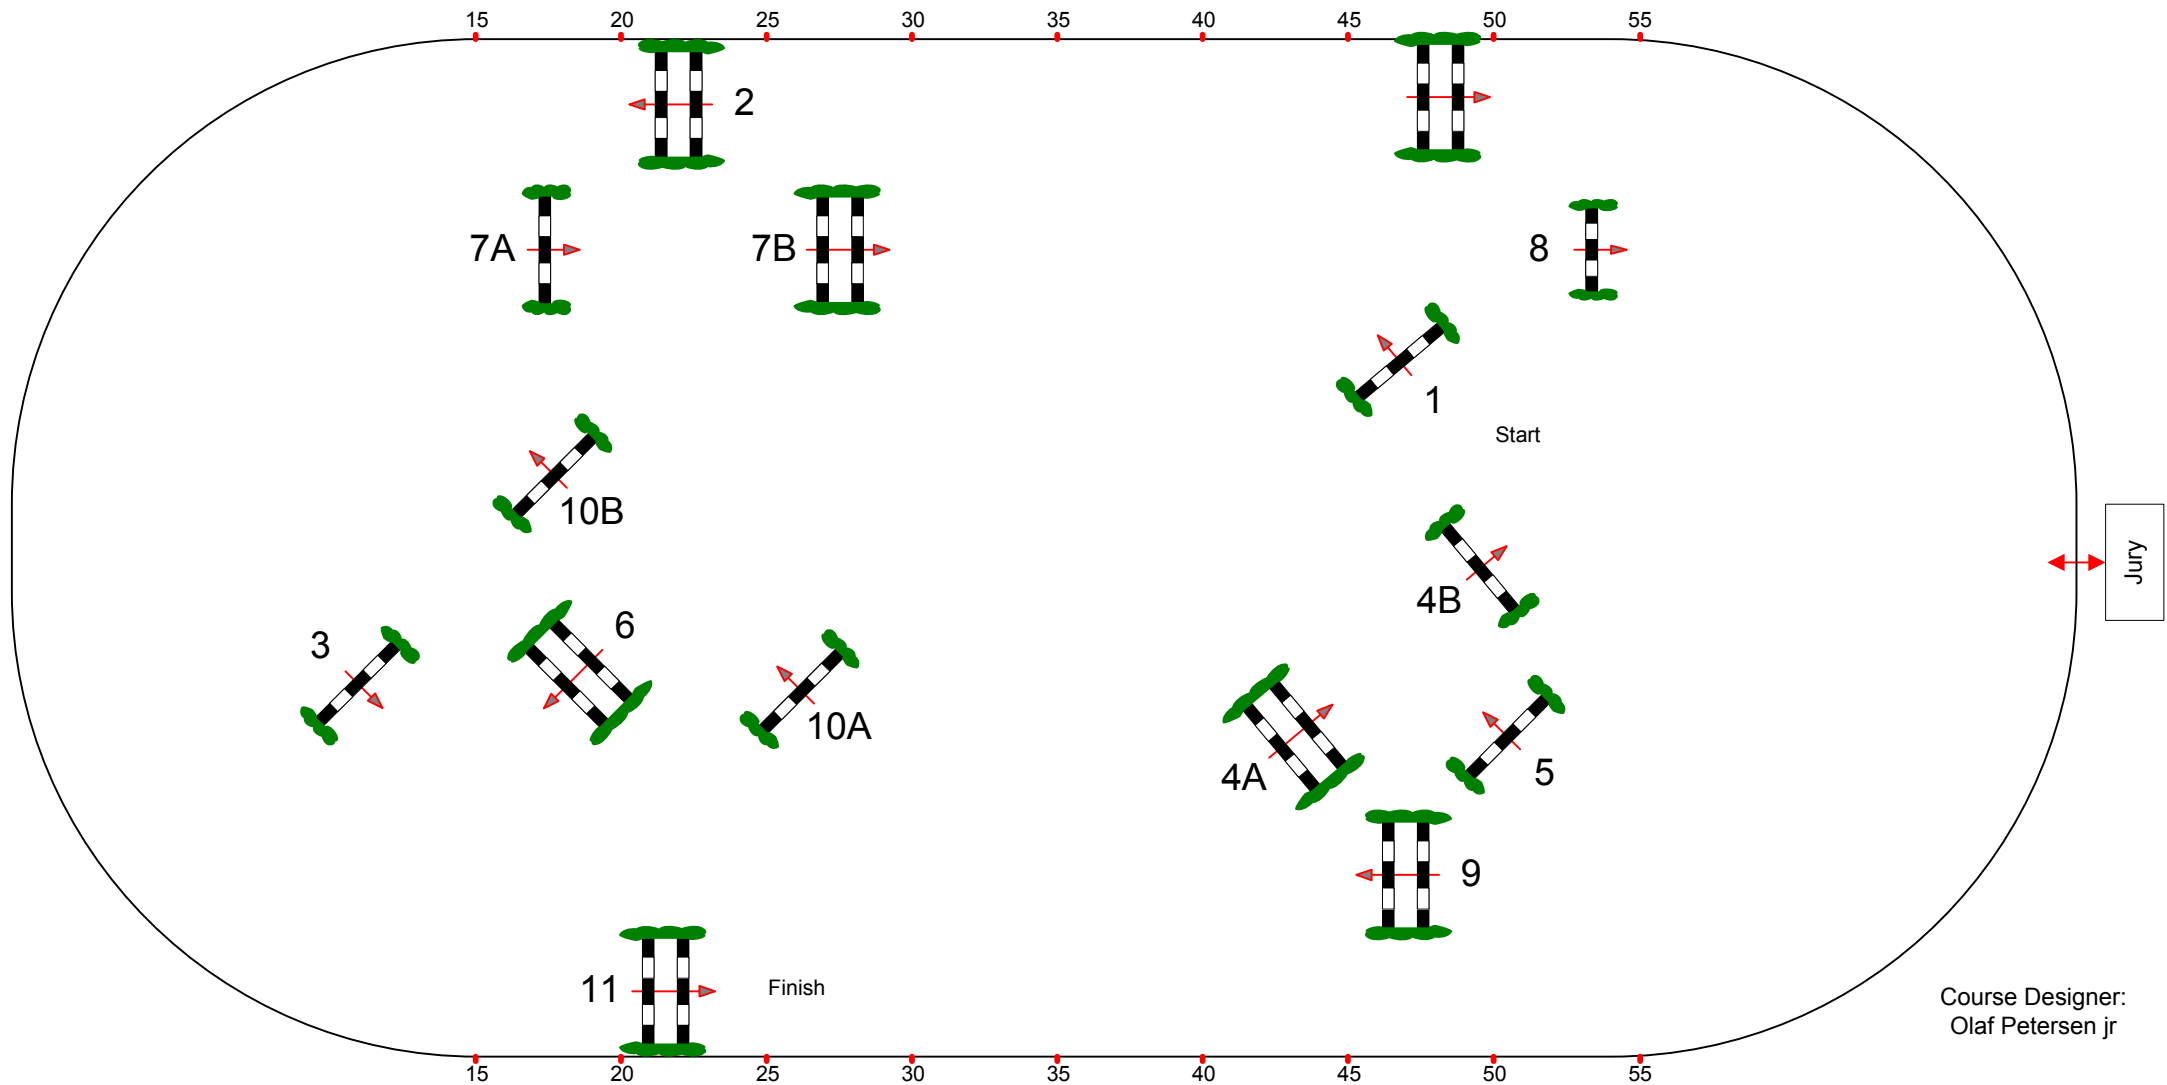 15 20 25 30 35 40 45 50 55
2
7A 7B 8
1
Start
10B
Jury
4B
3 6
10A
4A 5
9
11 Finish
Course Designer:
Olaf Petersen jr
15 20 25 30 35 40 45 50 55